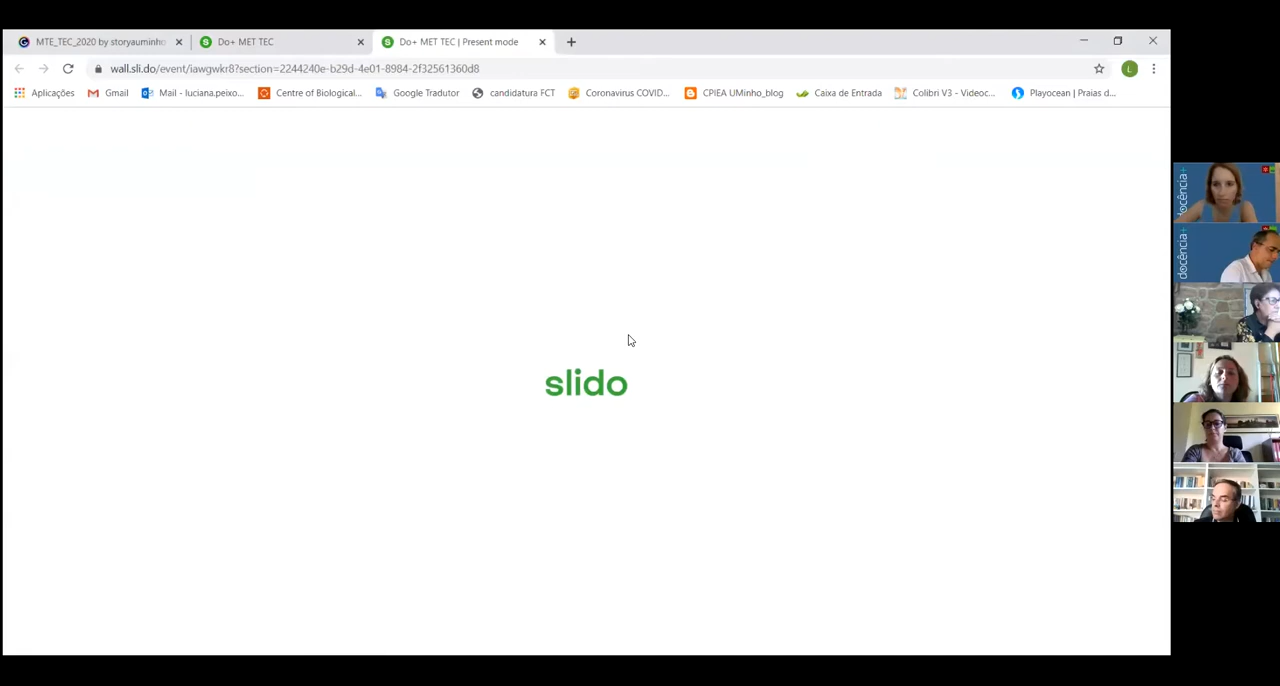 MTE_TEC_2020 by storyauminho
Do+ MET TEC
Do+ MET TEC | Present mode
wall.sli.do/event/iawgwkr8?section=2244240e-b29d-4e01-8984-2f32561360d8
L
Aplicações Gmail Mail - luciana.peixo... Centre of Biological... Google Tradutor candidatura FCT Coronavirus COVID... CPIEA UMinho_blog Caixa de Entrada Colibri V3 - Videoc... Playocean | Praias d...
slido
docência+
docência+